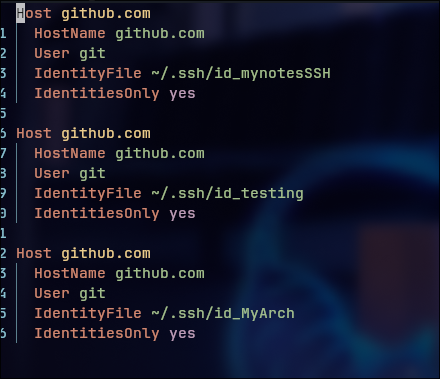 Host github.com
1 HostName github.com
2 User git
3 IdentityFile ~/.ssh/id_mynotesSSH
4 IdentitiesOnly yes
5
6 Host github.com
7 HostName github.com
8 User git
9 IdentityFile ~/.ssh/id_testing
0 IdentitiesOnly yes
1
2 Host github.com
3 HostName github.com
4 User git
5 IdentityFile ~/.ssh/id_MyArch
6 IdentitiesOnly yes